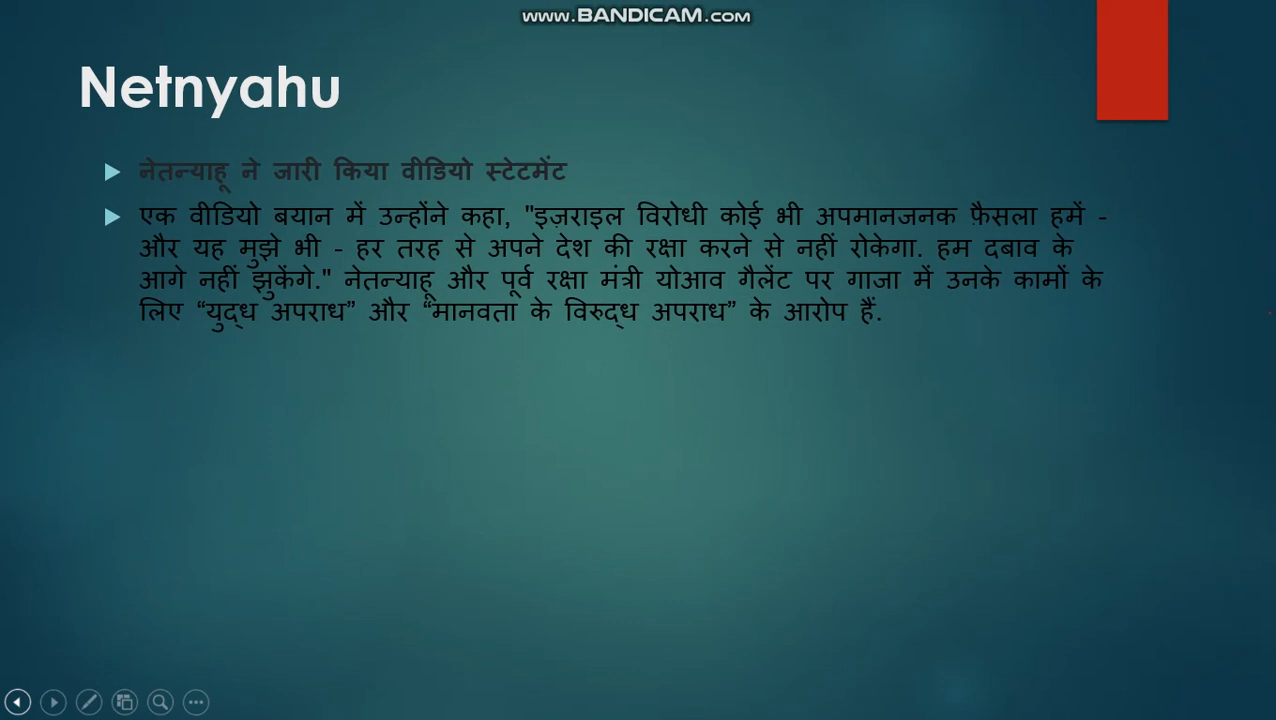 www.BANDICAM.com
Netnyahu
नेतन्याहू ने जारी किया वीडियो स्टेटमेंट
एक वीडियो बयान में उन्होंने कहा, "इज़राइल विरोधी कोई भी अपमानजनक फ़ैसला हमें -
और यह मुझे भी - हर तरह से अपने देश की रक्षा करने से नहीं रोकेगा. हम दबाव के
आगे नहीं झुकेंगे." नेतन्याहू और पूर्व रक्षा मंत्री योआव गैलेंट पर गाजा में उनके कामों के
लिए “युद्ध अपराध” और “मानवता के विरुद्ध अपराध” के आरोप हैं.